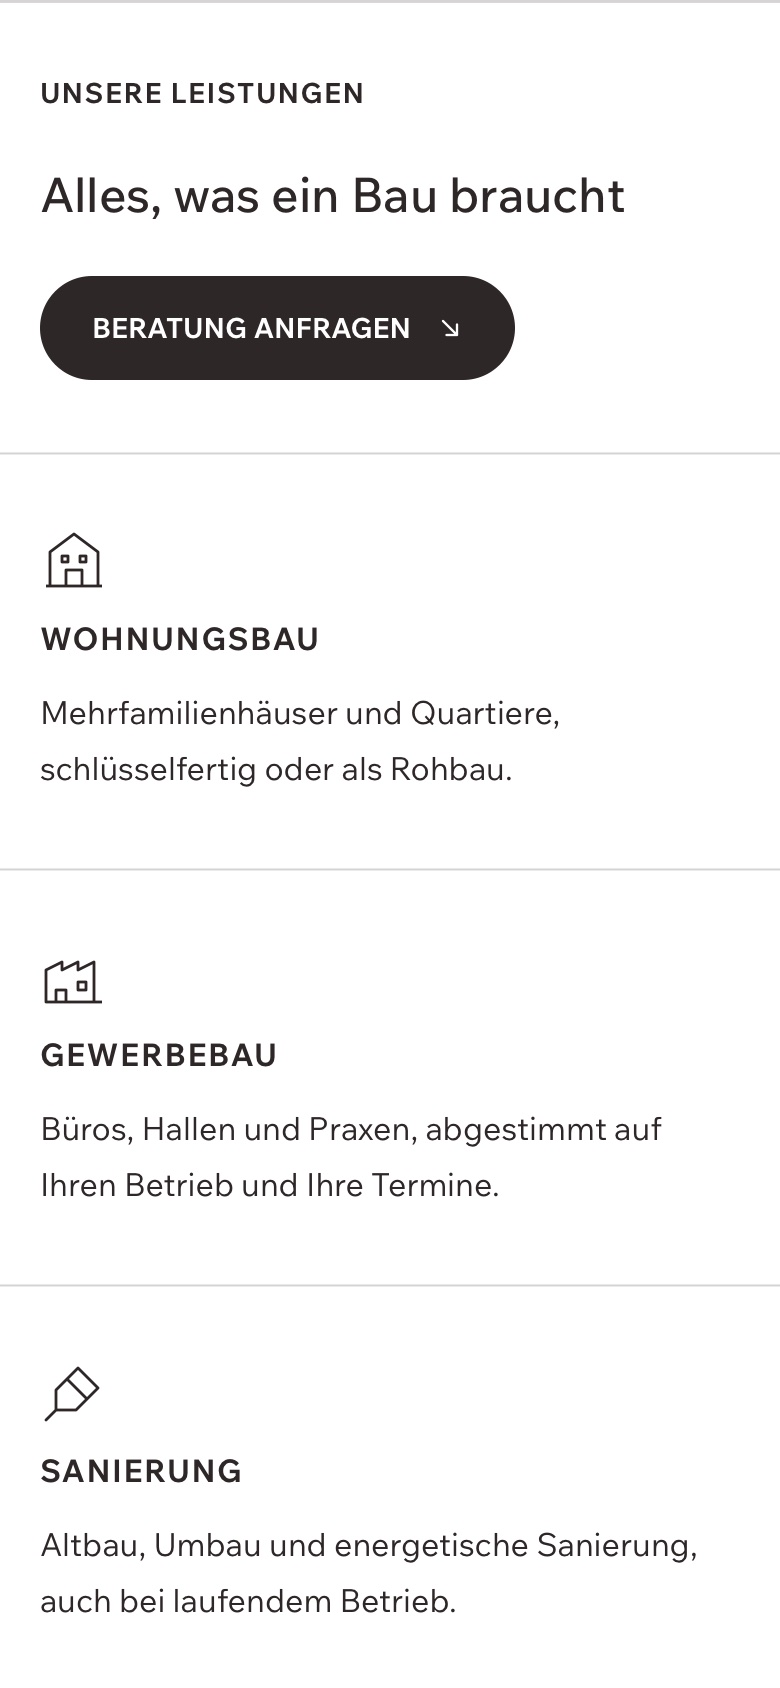 UNSERE LEISTUNGEN
Alles, was ein Bau braucht
BERATUNG ANFRAGEN
WOHNUNGSBAU
Mehrfamilienhäuser und Quartiere,
schlüsselfertig oder als Rohbau.
GEWERBEBAU
Büros, Hallen und Praxen, abgestimmt auf
Ihren Betrieb und Ihre Termine.
SANIERUNG
Altbau, Umbau und energetische Sanierung,
auch bei laufendem Betrieb.